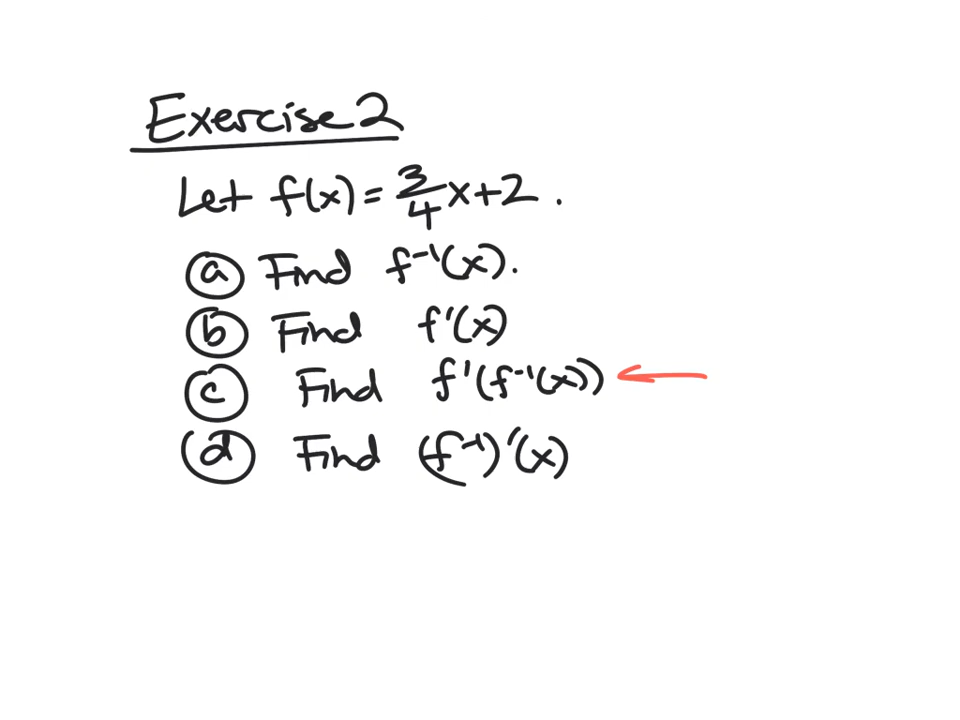 Exercise 2
Let f(x) = 3/4 x + 2 .
ⓐ Find f⁻¹(x).
ⓑ Find f'(x)
ⓒ Find f'(f⁻¹(x))
ⓓ Find (f⁻¹)'(x)